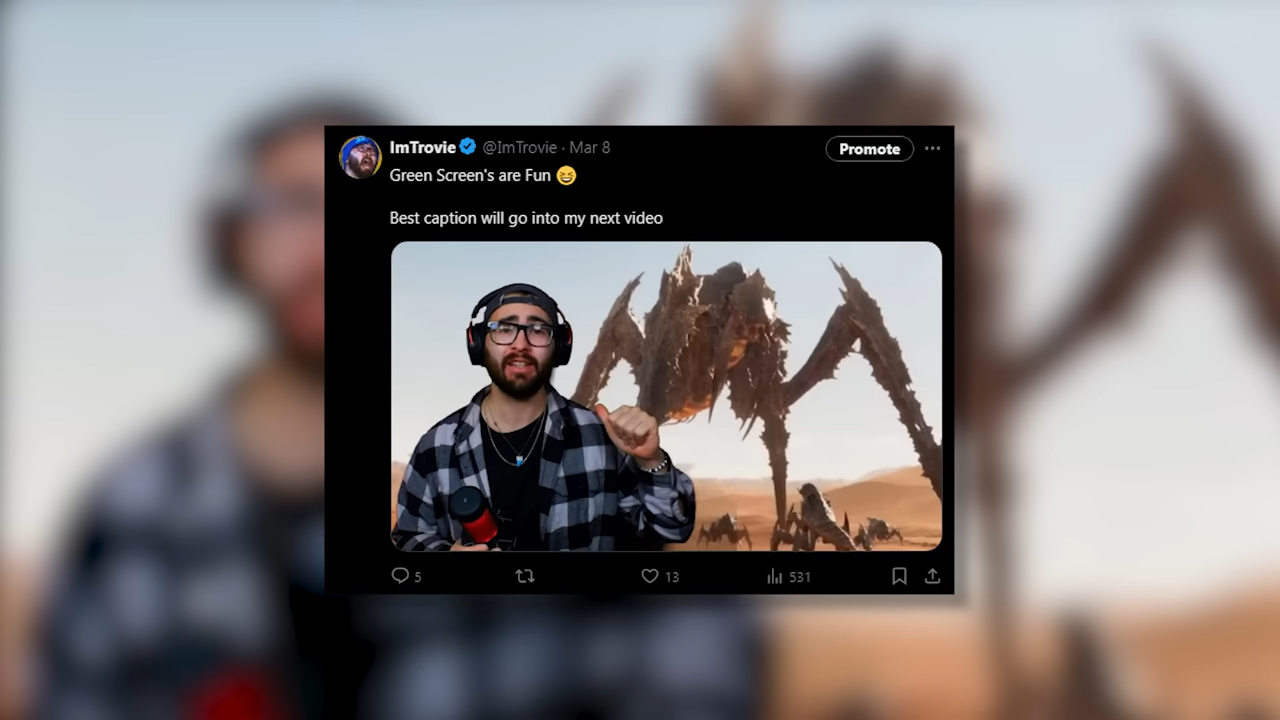 ImTrovie @ImTrovie · Mar 8 Promote
Green Screen's are Fun 😆
Best caption will go into my next video
5 13 531